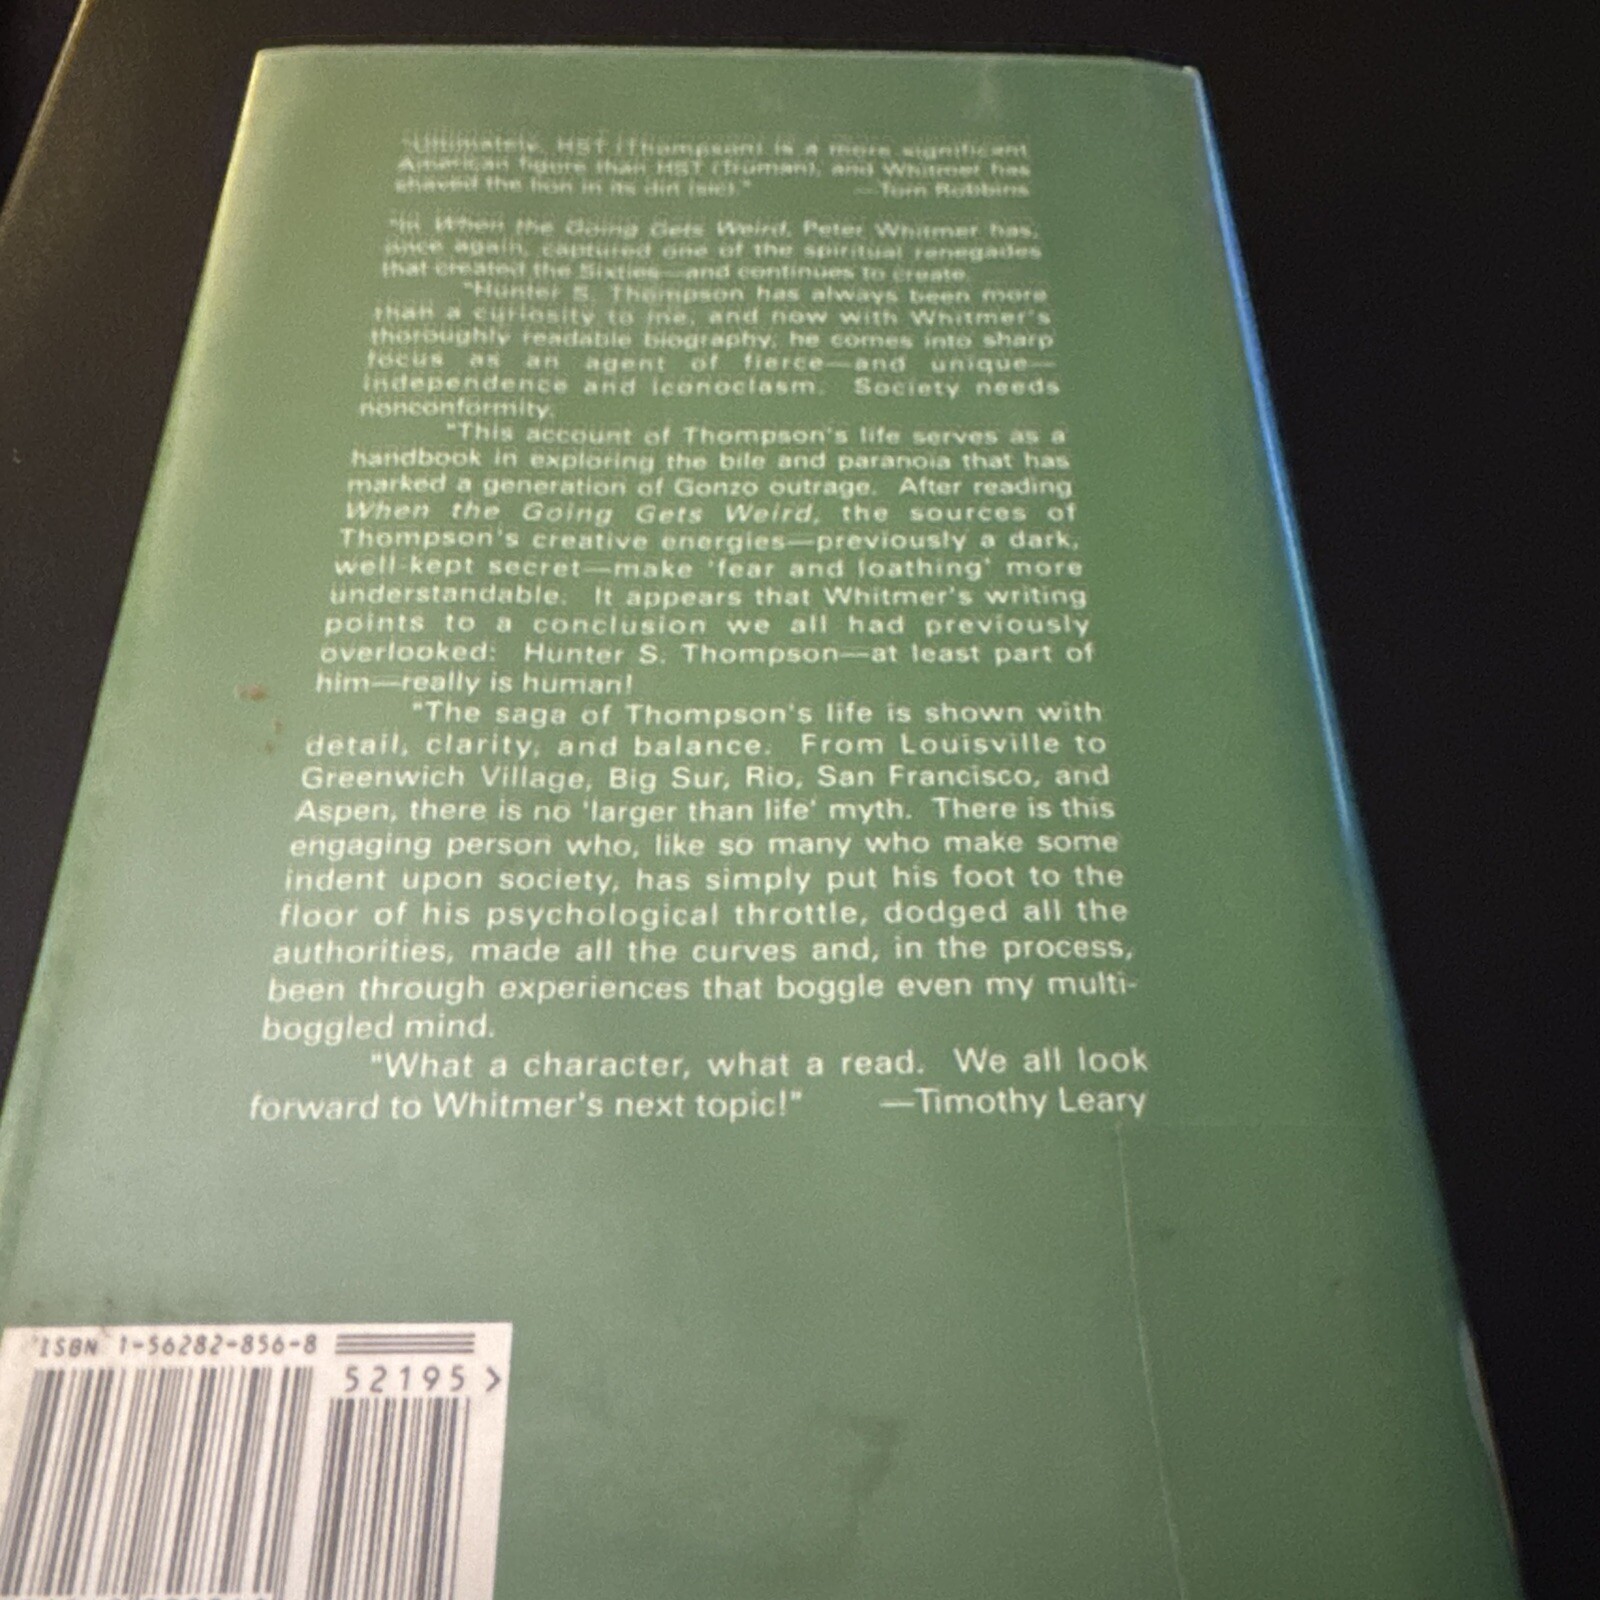 "Ultimately, HST (Thompson) is a more significant
American figure than HST (Truman), and Whitmer has
shaved the lion in its den (sic)." —Tom Robbins
"In When the Going Gets Weird, Peter Whitmer has,
once again, captured one of the spiritual renegades
that created the Sixties—and continues to create.
"Hunter S. Thompson has always been more
than a curiosity to me, and now with Whitmer's
thoroughly readable biography, he comes into sharp
focus as an agent of fierce—and unique—
independence and iconoclasm. Society needs
nonconformity.
"This account of Thompson's life serves as a
handbook in exploring the bile and paranoia that has
marked a generation of Gonzo outrage. After reading
When the Going Gets Weird, the sources of
Thompson's creative energies—previously a dark,
well-kept secret—make 'fear and loathing' more
understandable. It appears that Whitmer's writing
points to a conclusion we all had previously
overlooked: Hunter S. Thompson—at least part of
him—really is human!
"The saga of Thompson's life is shown with
detail, clarity, and balance. From Louisville to
Greenwich Village, Big Sur, Rio, San Francisco, and
Aspen, there is no 'larger than life' myth. There is this
engaging person who, like so many who make some
indent upon society, has simply put his foot to the
floor of his psychological throttle, dodged all the
authorities, made all the curves and, in the process,
been through experiences that boggle even my multi-
boggled mind.
"What a character, what a read. We all look
forward to Whitmer's next topic!" —Timothy Leary
ISBN 1-56282-856-8
52195 >